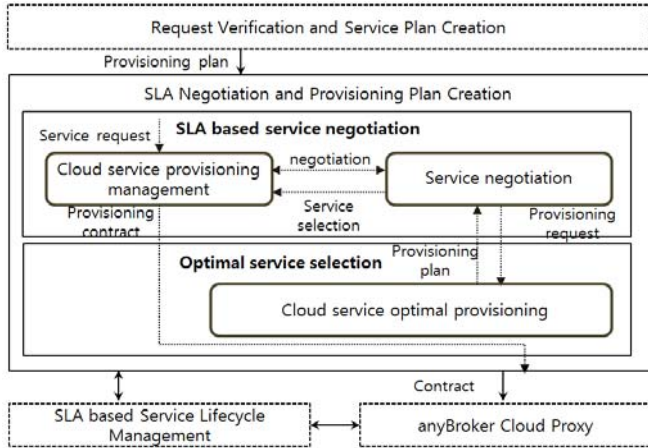 Request Verification and Service Plan Creation
Provisioning plan
SLA Negotiation and Provisioning Plan Creation
SLA based service negotiation
Service request
negotiation
Cloud service provisioning
management
Service negotiation
Service
selection
Provisioning
contract
Provisioning
request
Optimal service selection
Provisioning
plan
Cloud service optimal provisioning
Contract
SLA based Service Lifecycle
Management
anyBroker Cloud Proxy